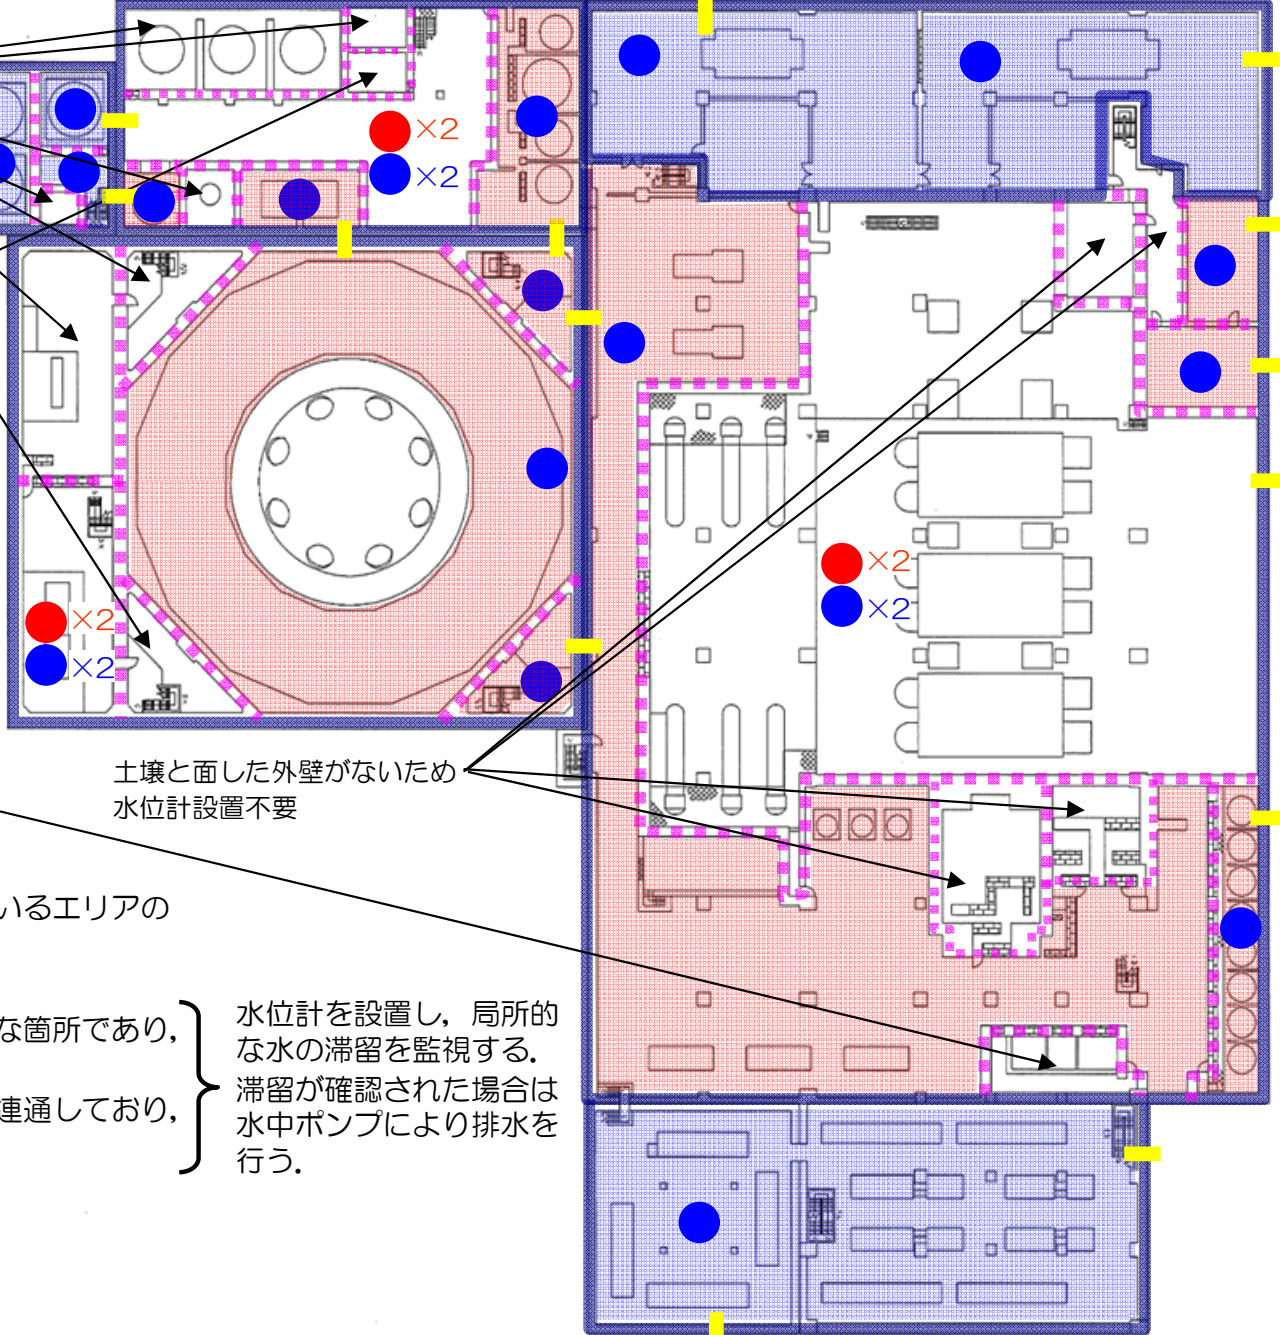 ×2
×2
×2
×2
×2
×2
土壌と面した外壁がないため
水位計設置不要
いるエリアの
な箇所であり,
連通しており,
水位計を設置し，局所的
な水の滞留を監視する．
滞留が確認された場合は
水中ポンプにより排水を
行う．